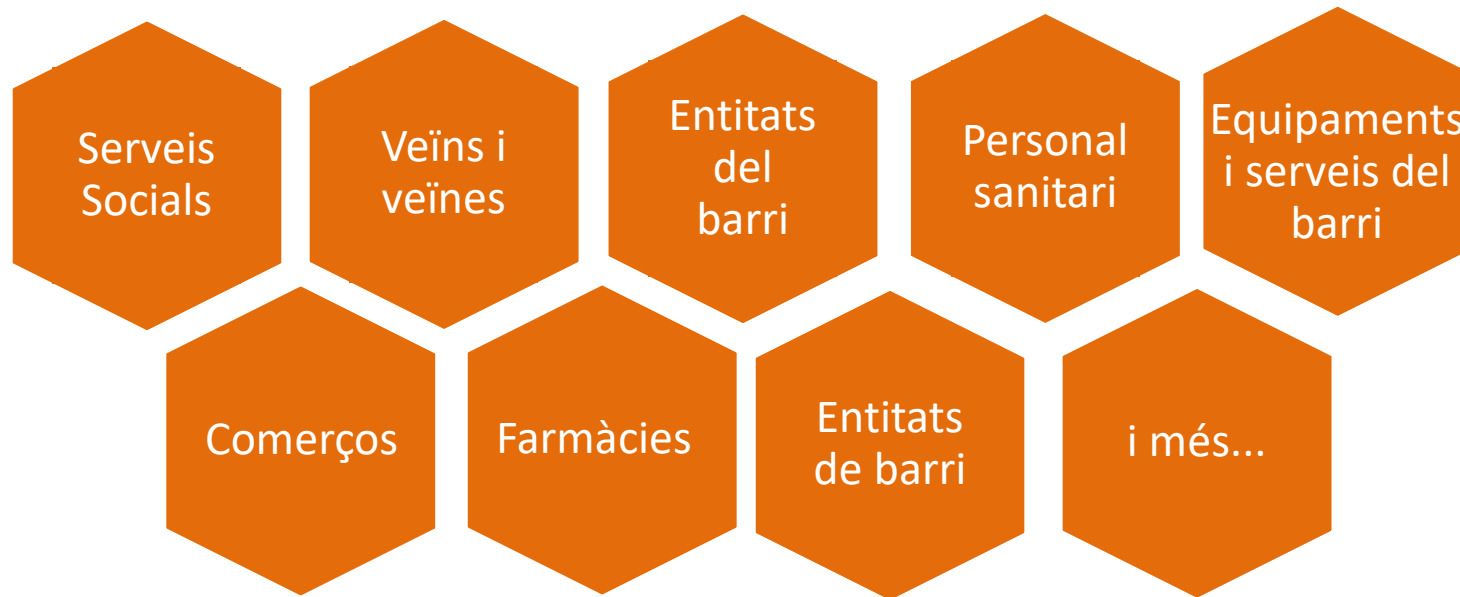 Serveis
Socials
Veïns i
veïnes
Entitats
del
barri
Personal
sanitari
Equipaments
i serveis del
barri
Comerços
Farmàcies
Entitats
de barri
i més...